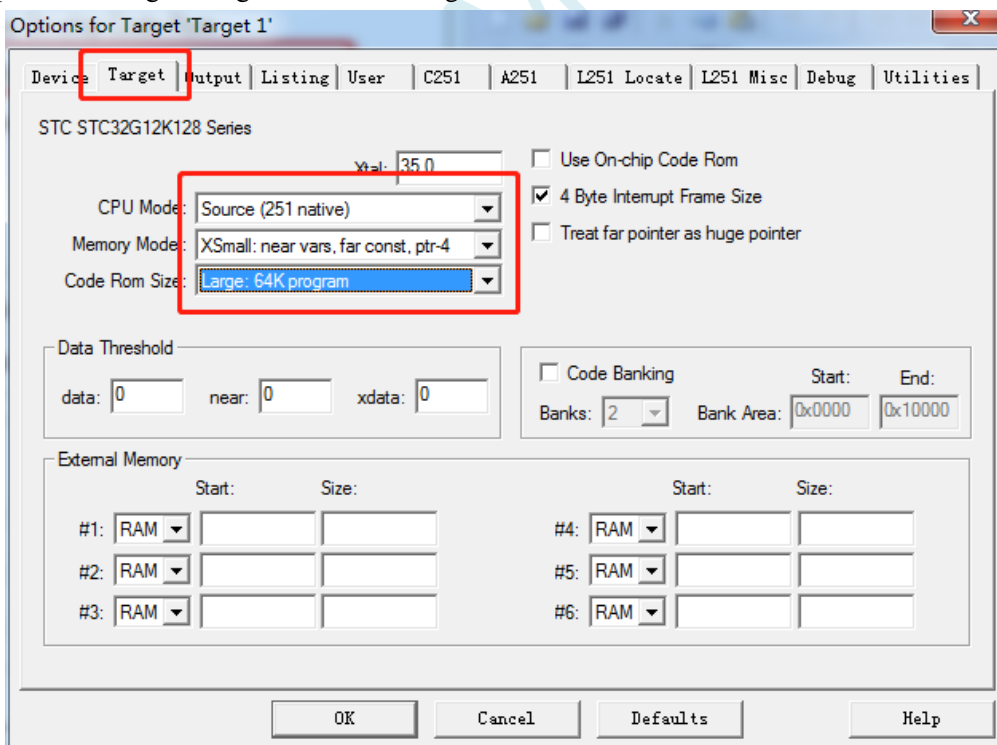 Options for Target 'Target 1'
Device Target Output Listing User C251 A251 L251 Locate L251 Misc Debug Utilities
STC STC32G12K128 Series
Xtal: 35.0
Use On-chip Code Rom
CPU Mode: Source (251 native)
4 Byte Interrupt Frame Size
Memory Mode: XSmall: near vars, far const, ptr-4
Treat far pointer as huge pointer
Code Rom Size: Large: 64K program
Data Threshold
data: 0 near: 0 xdata: 0
Code Banking Start: End:
Banks: 2 Bank Area: 0x0000 0x10000
External Memory
Start: Size: Start: Size:
#1: RAM #4: RAM
#2: RAM #5: RAM
#3: RAM #6: RAM
OK Cancel Defaults Help